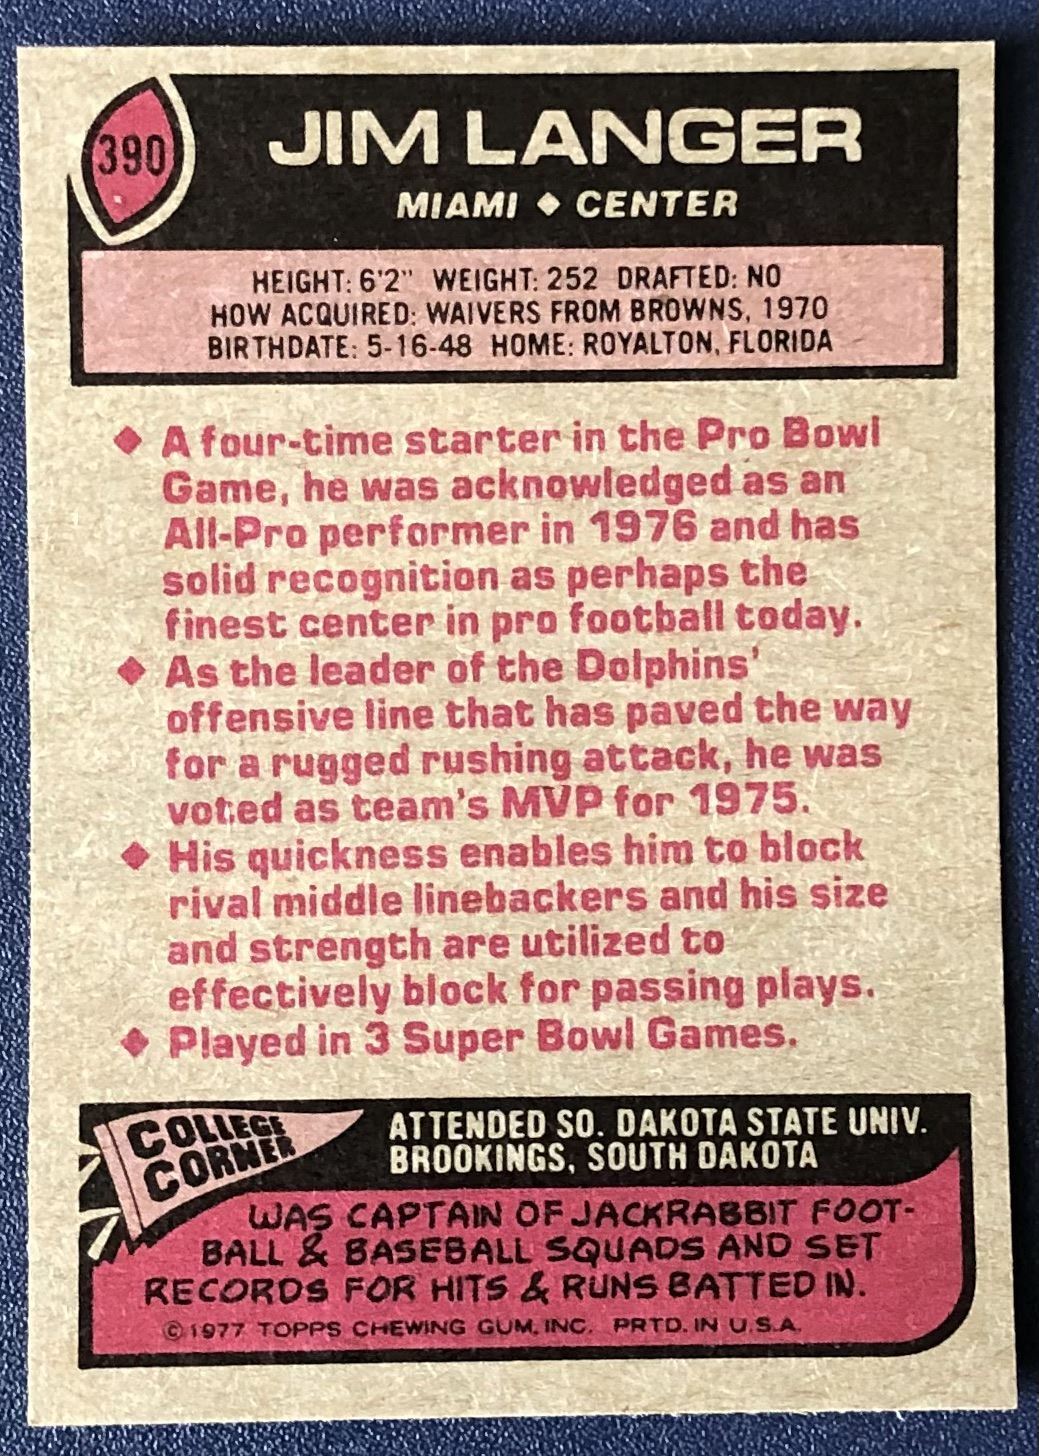 390
JIM LANGER
MIAMI ◆ CENTER
HEIGHT: 6'2" WEIGHT: 252 DRAFTED: NO
HOW ACQUIRED: WAIVERS FROM BROWNS, 1970
BIRTHDATE: 5-16-48 HOME: ROYALTON, FLORIDA
◆ A four-time starter in the Pro Bowl
Game, he was acknowledged as an
All-Pro performer in 1976 and has
solid recognition as perhaps the
finest center in pro football today.
◆ As the leader of the Dolphins'
offensive line that has paved the way
for a rugged rushing attack, he was
voted as team's MVP for 1975.
◆ His quickness enables him to block
rival middle linebackers and his size
and strength are utilized to
effectively block for passing plays.
◆ Played in 3 Super Bowl Games.
COLLEGE
CORNER
ATTENDED SO. DAKOTA STATE UNIV.
BROOKINGS, SOUTH DAKOTA
WAS CAPTAIN OF JACKRABBIT FOOT-
BALL & BASEBALL SQUADS AND SET
RECORDS FOR HITS & RUNS BATTED IN.
©1977 TOPPS CHEWING GUM, INC. PRTD. IN U.S.A.